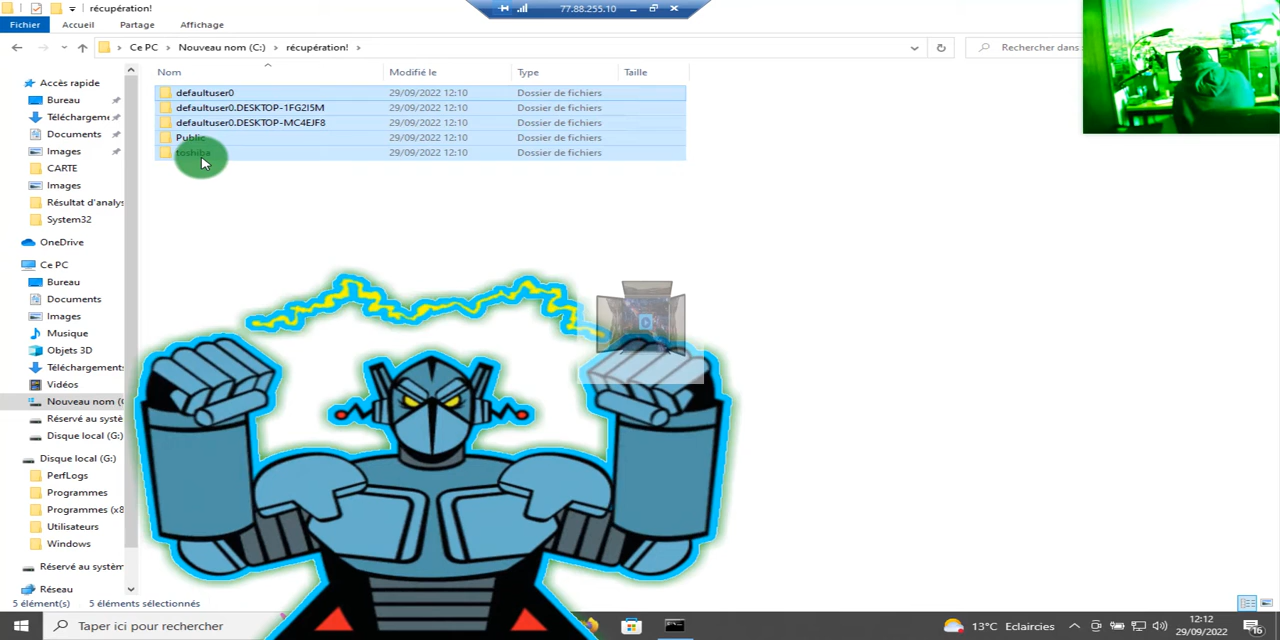 récupération!
77.88.255.10
Fichier Accueil Partage Affichage
Ce PC > Nouveau nom (C:) > récupération! >
Rechercher dans
Nom Modifié le Type Taille
defaultuser0 29/09/2022 12:10 Dossier de fichiers
defaultuser0.DESKTOP-1FG2I5M 29/09/2022 12:10 Dossier de fichiers
defaultuser0.DESKTOP-MC4EJF8 29/09/2022 12:10 Dossier de fichiers
Public 29/09/2022 12:10 Dossier de fichiers
toshiba 29/09/2022 12:10 Dossier de fichiers
Accès rapide
Bureau
Téléchargeme
Documents
Images
CARTE
Images
Résultat d'analys
System32
OneDrive
Ce PC
Bureau
Documents
Images
Musique
Objets 3D
Téléchargements
Vidéos
Nouveau nom (
Réservé au systè
Disque local (G:)
Disque local (G:)
PerfLogs
Programmes
Programmes (x8
Utilisateurs
Windows
Réservé au systèm
Réseau
5 élément(s) 5 éléments sélectionnés
Taper ici pour rechercher
13°C Eclaircies
12:12
29/09/2022
16